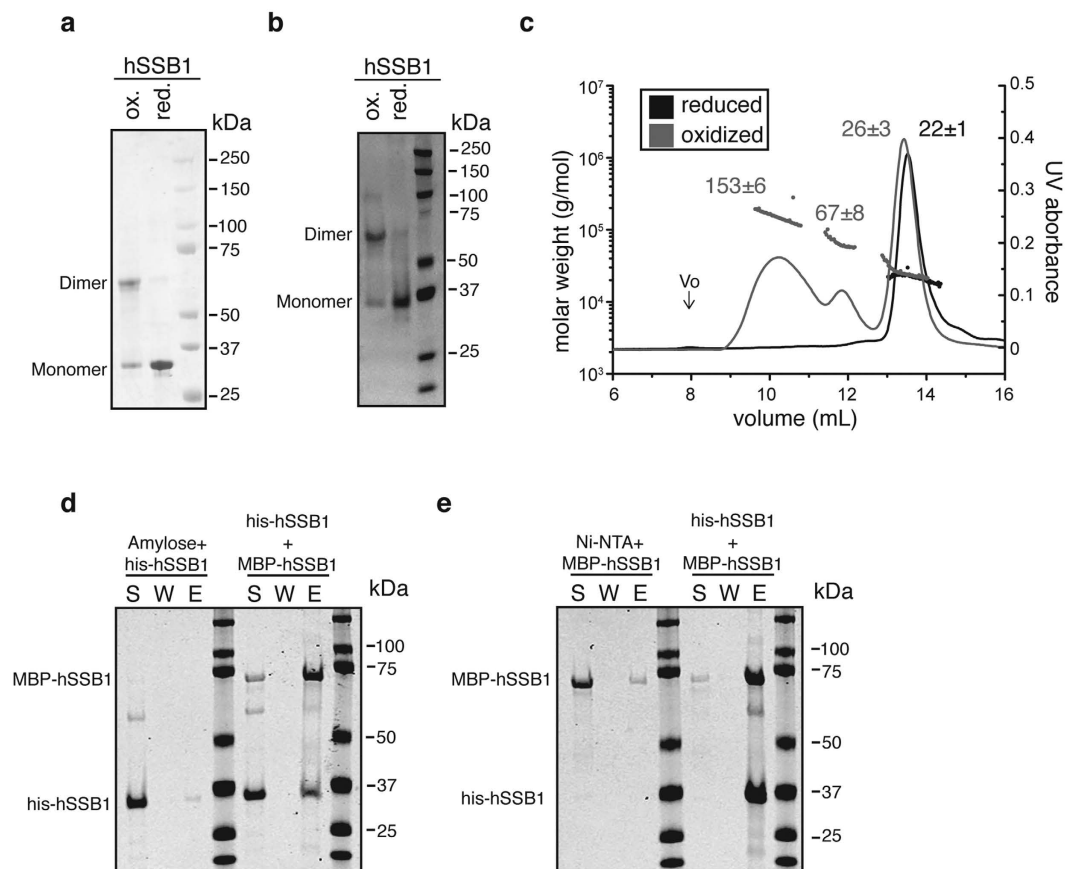 a
hSSB1
ox.
red.
kDa
-250
-150
-100
-75
Dimer
-50
-37
Monomer
-25
b
hSSB1
ox.
red.
kDa
-250
-150
-100
-75
Dimer
-50
-37
Monomer
-25
c
reduced
oxidized
26±3
22±1
153±6
67±8
Vo
10⁷
10⁶
10⁵
10⁴
10³
molar weight (g/mol)
0.5
0.4
0.3
0.2
0.1
0
UV aborbance
6 8 10 12 14 16
volume (mL)
d
Amylose+
his-hSSB1
his-hSSB1
+
MBP-hSSB1
S W E S W E
kDa
-100
MBP-hSSB1
-75
-50
-37
his-hSSB1
-25
e
Ni-NTA+
MBP-hSSB1
his-hSSB1
+
MBP-hSSB1
S W E S W E
kDa
-100
MBP-hSSB1
-75
-50
his-hSSB1
-37
-25